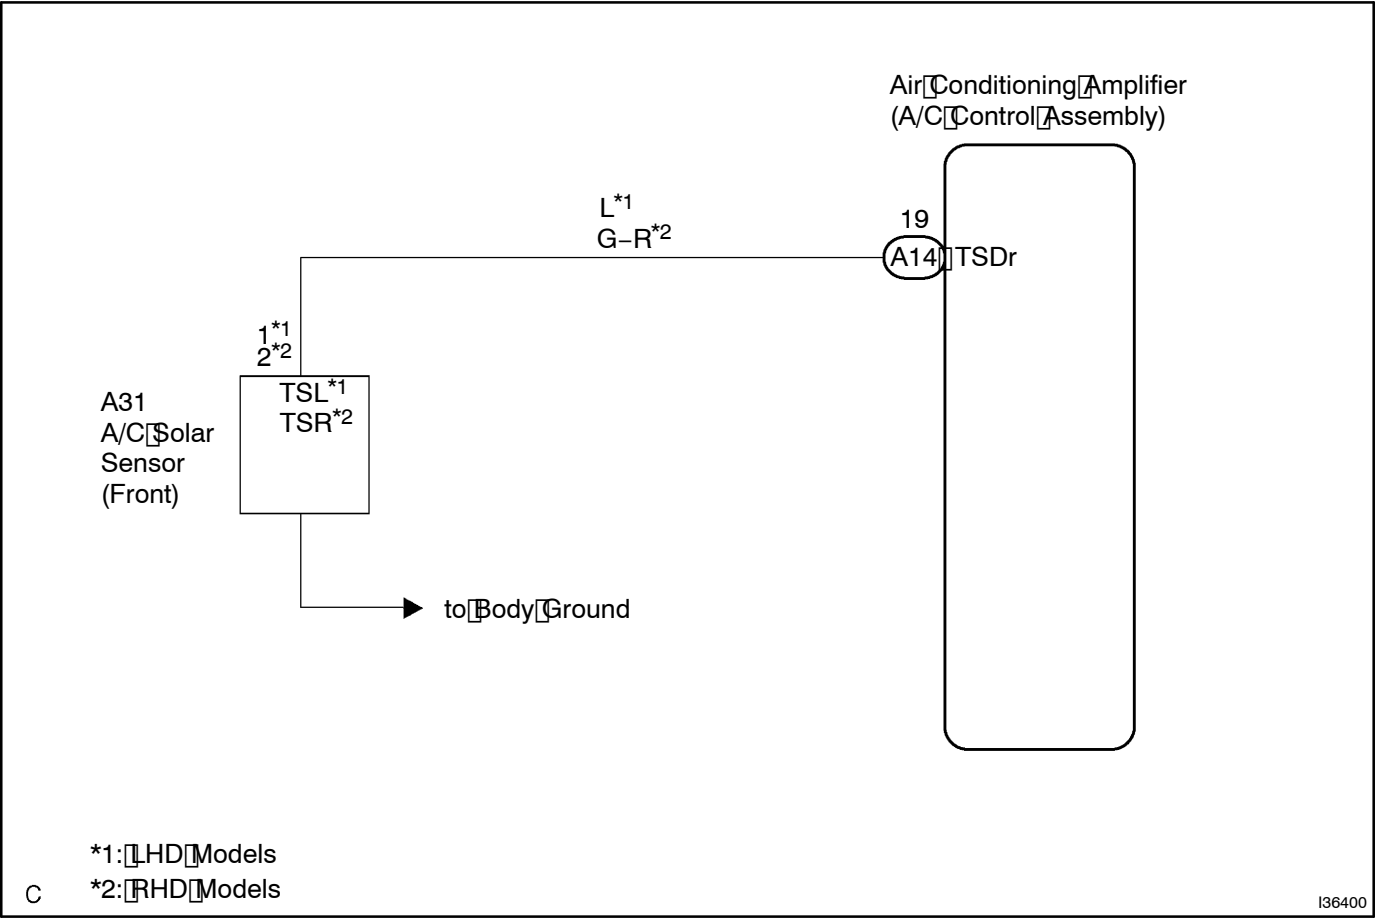 Air Conditioning Amplifier
(A/C Control Assembly)
L*1
G–R*2
19
A14 TSDr
1*1
2*2
TSL*1
TSR*2
A31
A/C Solar
Sensor
(Front)
to Body Ground
*1: LHD Models
*2: RHD Models
C
I36400